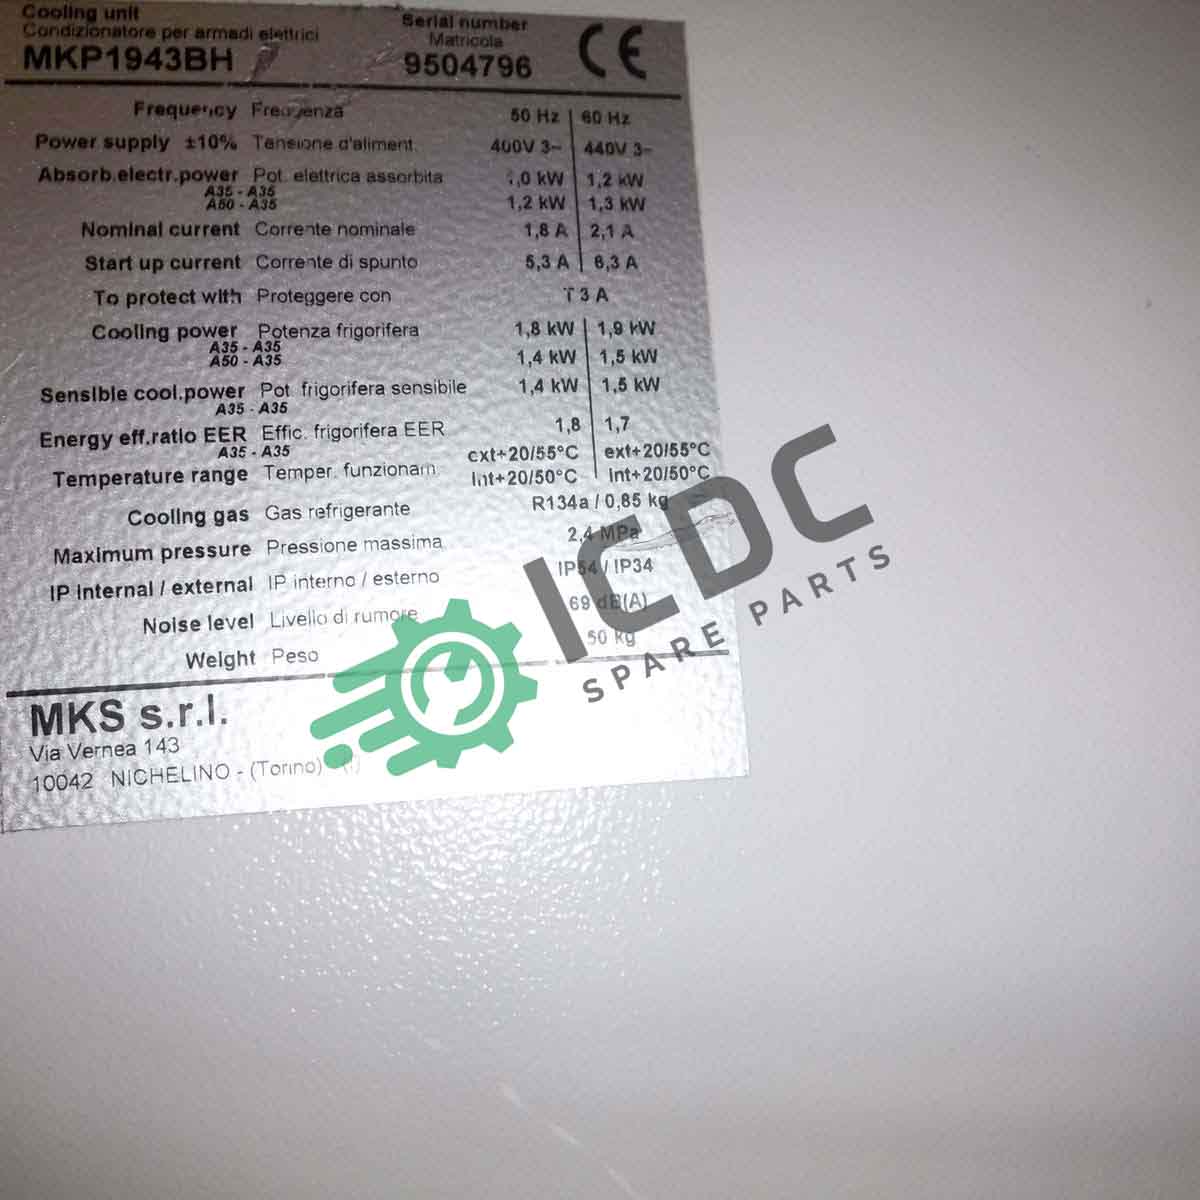 Cooling unit
Condizionatore per armadi elettrici
MKP1943BH
Serial number
Matricola
9504796
CE
Frequency Frequenza 50 Hz 60 Hz
Power supply ±10% Tensione d'aliment. 400V 3~ 440V 3~
Absorb.electr.power Pot. elettrica assorbita 1,0 kW 1,2 kW
A35 - A35
A50 - A35 1,2 kW 1,3 kW
Nominal current Corrente nominale 1,8 A 2,1 A
Start up current Corrente di spunto 5,3 A 6,3 A
To protect with Proteggere con T 3 A
Cooling power Potenza frigorifera 1,8 kW 1,9 kW
A35 - A35
A50 - A35 1,4 kW 1,5 kW
Sensible cool.power Pot. frigorifera sensibile 1,4 kW 1,5 kW
A35 - A35
Energy eff.ratio EER Effic. frigorifera EER 1,8 1,7
A35 - A35
Temperature range Temper. funzionam. ext+20/55°C ext+20/55°C
Int+20/50°C Int+20/50°C
Cooling gas Gas refrigerante R134a / 0,85 kg
Maximum pressure Pressione massima 2,4 MPa
IP internal / external IP interno / esterno IP54 / IP34
Noise level Livello di rumore 69 dB(A)
Weight Peso 50 kg
MKS s.r.l.
Via Vernea 143
10042 NICHELINO - (Torino)
ICDC
SPARE PARTS